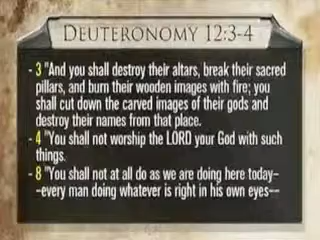 DEUTERONOMY 12:3-4
- 3 "And you shall destroy their altars, break their sacred
pillars, and burn their wooden images with fire; you
shall cut down the carved images of their gods and
destroy their names from that place.
- 4 "You shall not worship the LORD your God with such
things.
- 8 "You shall not at all do as we are doing here today-
-every man doing whatever is right in his own eyes--